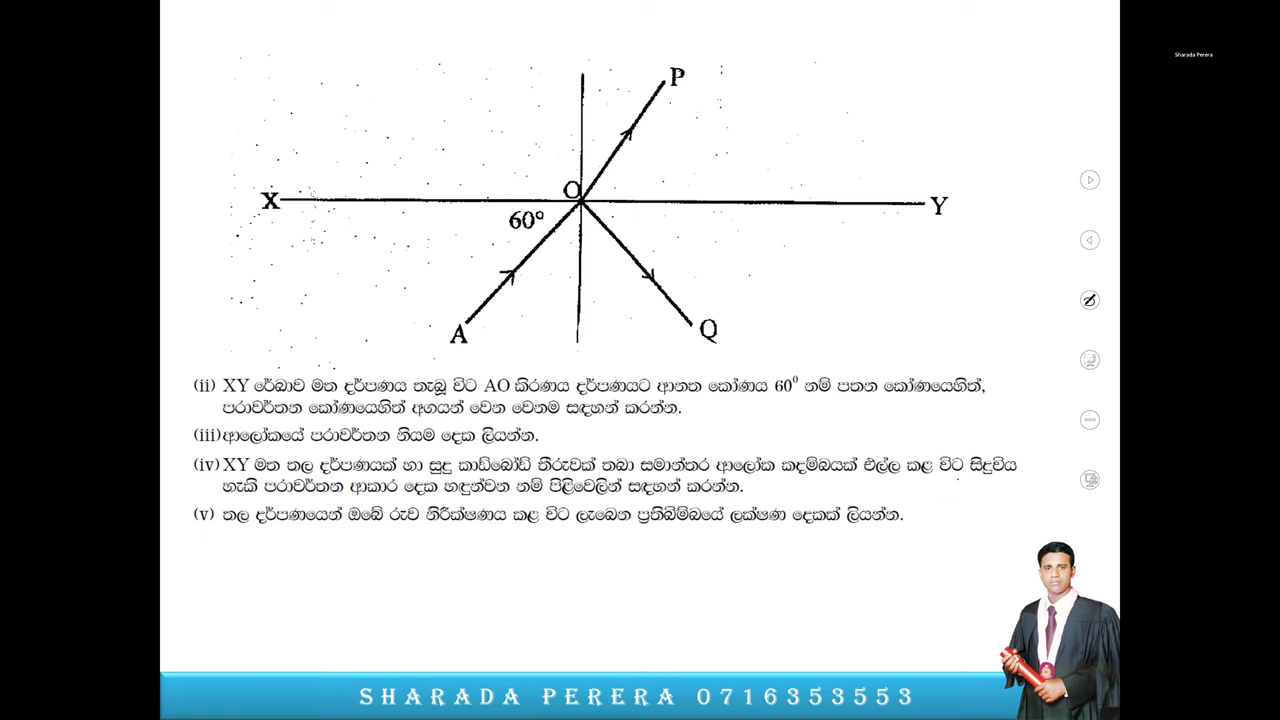 Sharada Perera
P
O
X
Y
60°
A
Q
(ii) XY රේඛාව මත දර්පණය තැබූ විට AO කිරණය දර්පණයට ආනත කෝණය 60⁰ නම් පතන කෝණයෙහිත්,
පරාවර්තන කෝණයෙහිත් අගයන් වෙන වෙනම සඳහන් කරන්න.
(iii) ආලෝකයේ පරාවර්තන නියම දෙක ලියන්න.
(iv) XY මත තල දර්පණයක් හා සුදු කාඩ්බෝඩ් තීරුවක් තබා සමාන්තර ආලෝක කදම්බයක් එල්ල කළ විට සිදුවිය
හැකි පරාවර්තන ආකාර දෙක හඳුන්වන නම් පිළිවෙලින් සඳහන් කරන්න.
(v) තල දර්පණයෙන් ඔබේ රුව නිරීක්ෂණය කළ විට ලැබෙන ප්‍රතිබිම්බයේ ලක්ෂණ දෙකක් ලියන්න.
SHARADA PERERA 0716353553